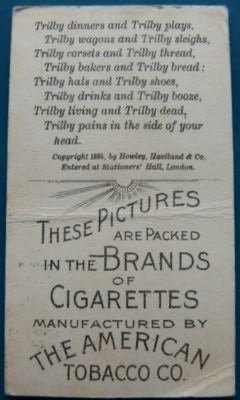 Trilby dinners and Trilby plays,
Trilby wagons and Trilby sleighs,
Trilby corsets and Trilby thread,
Trilby bakers and Trilby bread;
Trilby hats and Trilby shoes,
Trilby drinks and Trilby booze,
Trilby living and Trilby dead,
Trilby pains in the side of your
head.
Copyright 1895, by Howley, Haviland & Co.
Entered at Stationers' Hall, London.
THESE PICTURES
ARE PACKED
IN THE BRANDS
OF
CIGARETTES
MANUFACTURED BY
THE AMERICAN
TOBACCO CO.